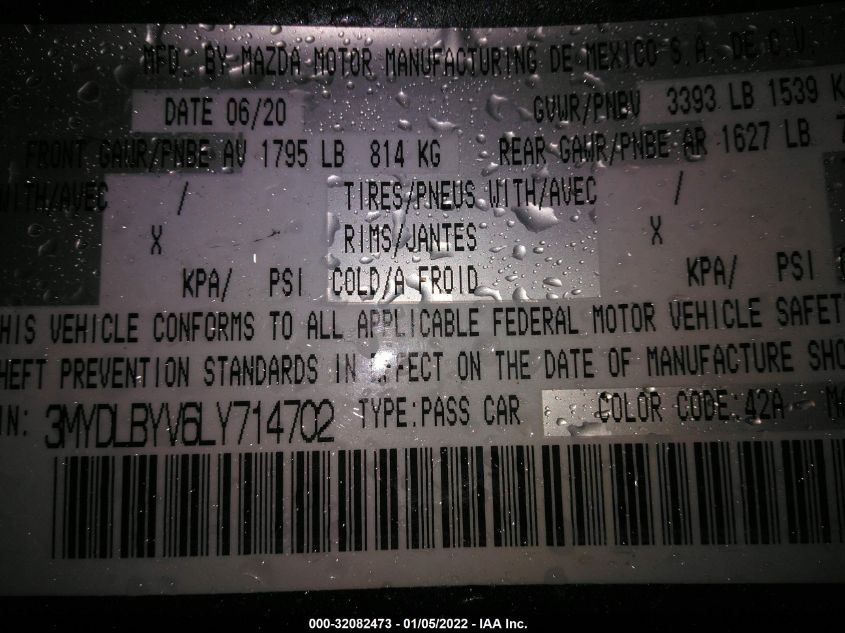 MFD. BY MAZDA MOTOR MANUFACTURING DE MEXICO S.A. DE C.V.
DATE 06/20 GVWR/PNBV 3393 LB 1539 K
FRONT GAWR/PNBE AV 1795 LB 814 KG REAR GAWR/PNBE AR 1627 LB
WITH/AVEC / TIRES/PNEUS WITH/AVEC /
X RIMS/JANTES X
KPA/ PSI COLD/A FROID KPA/ PSI
HIS VEHICLE CONFORMS TO ALL APPLICABLE FEDERAL MOTOR VEHICLE SAFET
HEFT PREVENTION STANDARDS IN EFFECT ON THE DATE OF MANUFACTURE SHO
IN: 3MYDLBYV6LY714702 TYPE:PASS CAR COLOR CODE:42A - M
000-32082473 - 01/05/2022 - IAA Inc.